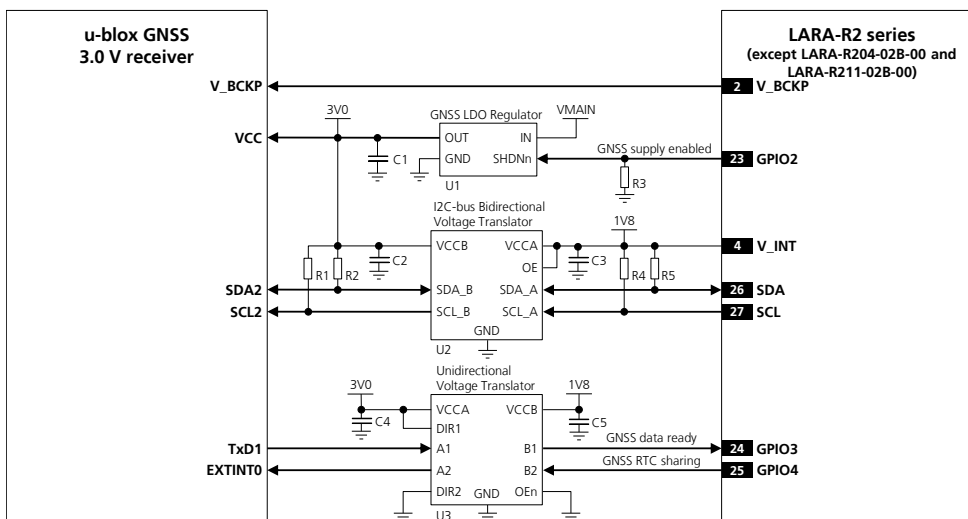 u-blox GNSS
3.0 V receiver
LARA-R2 series
(except LARA-R204-02B-00 and
LARA-R211-02B-00)
V_BCKP
2 V_BCKP
3V0
GNSS LDO Regulator
VMAIN
VCC
OUT
IN
GNSS supply enabled
C1
GND
SHDNn
23 GPIO2
U1
R3
I2C-bus Bidirectional
Voltage Translator
1V8
VCCB
VCCA
4 V_INT
R1
R2
C2
OE
C3
R4
R5
SDA2
SDA_B
SDA_A
26 SDA
SCL2
SCL_B
SCL_A
27 SCL
GND
U2
Unidirectional
Voltage Translator
3V0
1V8
VCCA
VCCB
C4
DIR1
C5
GNSS data ready
TxD1
A1
B1
24 GPIO3
GNSS RTC sharing
EXTINT0
A2
B2
25 GPIO4
DIR2
GND
OEn
U3